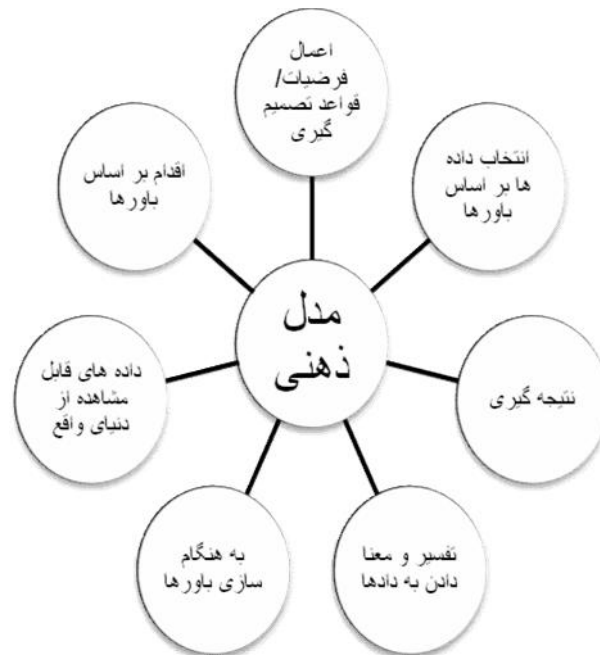 اعمال
فرضیات/
قواعد تصمیم
گیری
انتخاب داده
ها بر اساس
باورها
اقدام بر اساس
باورها
مدل
ذهنی
نتیجه گیری
داده های قابل
مشاهده از
دنیای واقع
تفسیر و معنا
دادن به دادها
به هنگام
سازی باورها